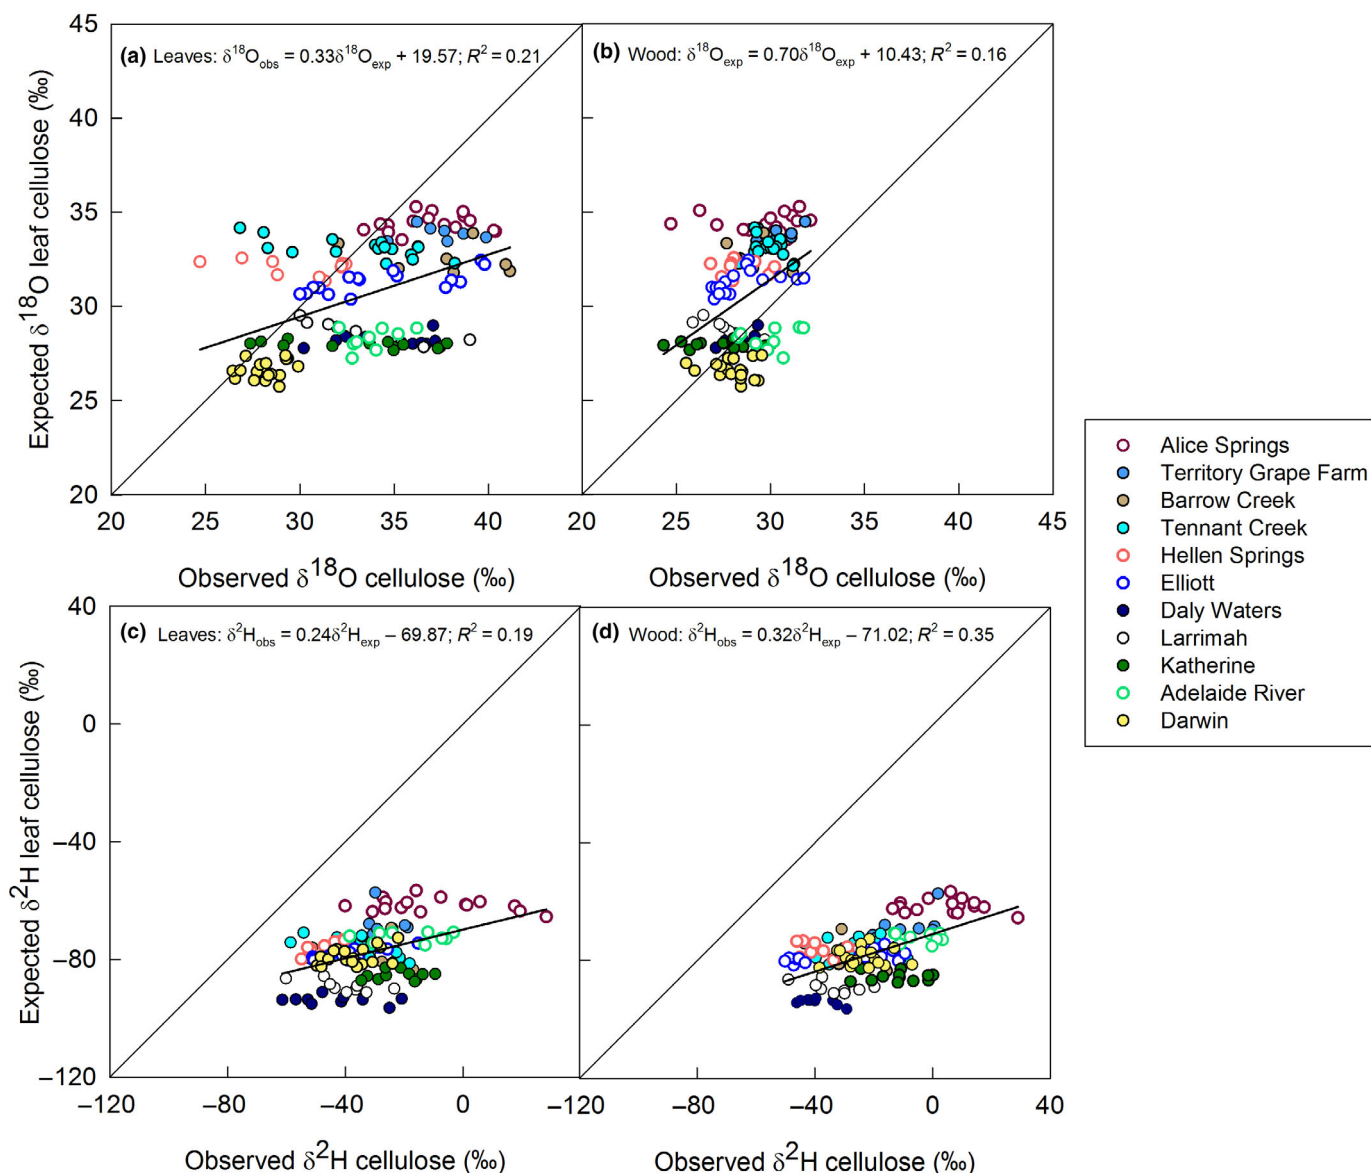 45
40
35
30
25
20
Expected δ18O leaf cellulose (‰)
(a) Leaves: δ18Oobs = 0.33δ18Oexp + 19.57; R2 = 0.21
(b) Wood: δ18Oexp = 0.70δ18Oexp + 10.43; R2 = 0.16
20 25 30 35 40 20 25 30 35 40 45
Observed δ18O cellulose (‰)
Observed δ18O cellulose (‰)
Alice Springs
Territory Grape Farm
Barrow Creek
Tennant Creek
Hellen Springs
Elliott
Daly Waters
Larrimah
Katherine
Adelaide River
Darwin
40
0
−40
−80
−120
Expected δ2H leaf cellulose (‰)
(c) Leaves: δ2Hobs = 0.24δ2Hexp − 69.87; R2 = 0.19
(d) Wood: δ2Hobs = 0.32δ2Hexp − 71.02; R2 = 0.35
−120 −80 −40 0 −120 −80 −40 0 40
Observed δ2H cellulose (‰)
Observed δ2H cellulose (‰)